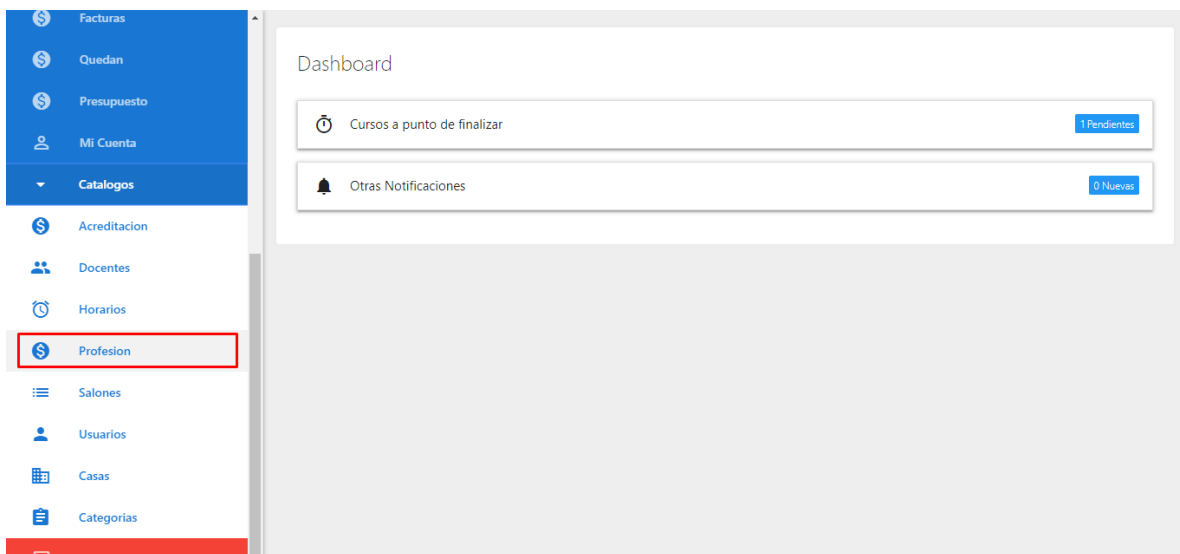 Facturas
Quedan
Presupuesto
Mi Cuenta
Catalogos
Acreditacion
Docentes
Horarios
Profesion
Salones
Usuarios
Casas
Categorias
Dashboard
Cursos a punto de finalizar
1 Pendientes
Otras Notificaciones
0 Nuevas